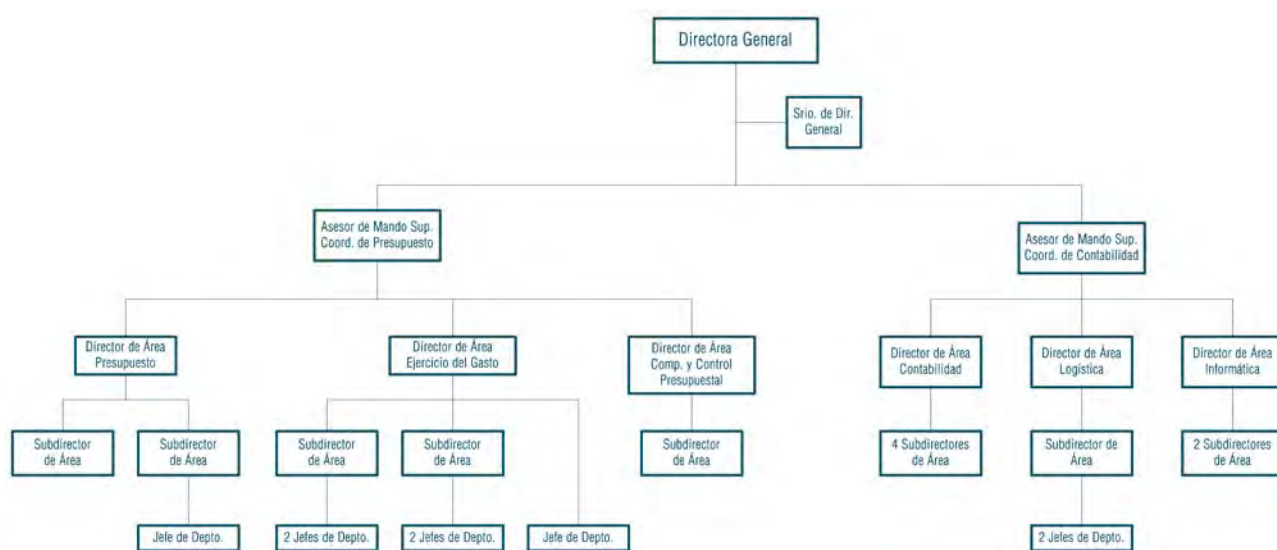 Directora General
Srio. de Dir.
General
Asesor de Mando Sup.
Coord. de Presupuesto
Asesor de Mando Sup.
Coord. de Contabilidad
Director de Área
Presupuesto
Director de Área
Ejercicio del Gasto
Director de Área
Comp. y Control
Presupuestal
Director de Área
Contabilidad
Director de Área
Logística
Director de Área
Informática
Subdirector
de Área
Subdirector
de Área
Subdirector
de Área
Subdirector
de Área
Subdirector
de Área
4 Subdirectores
de Área
Subdirector de
Área
2 Subdirectores
de Área
Jefe de Depto.
2 Jefes de Depto.
2 Jefes de Depto.
Jefe de Depto.
2 Jefes de Depto.